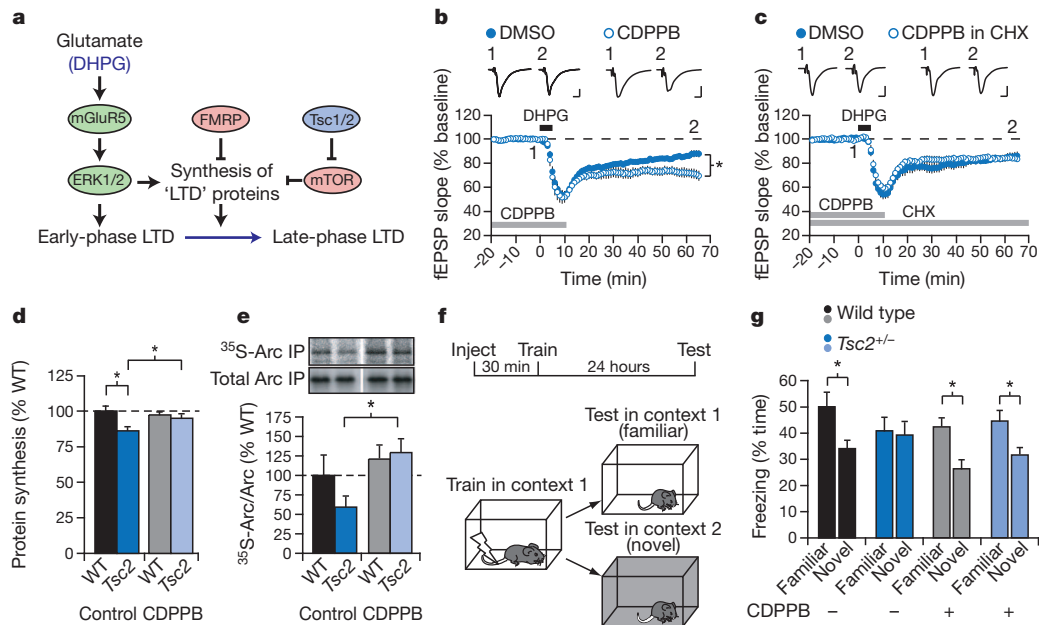 a
Glutamate
(DHPG)
mGluR5
FMRP
Tsc1/2
ERK1/2
Synthesis of
'LTD' proteins
mTOR
Early-phase LTD
Late-phase LTD
b
DMSO
CDPPB
1
2
1
2
fEPSP slope (% baseline)
120
100
80
60
40
20
DHPG
1
2
*
CDPPB
–20
–10
0
10
20
30
40
50
60
70
Time (min)
c
DMSO
CDPPB in CHX
1
2
1
2
fEPSP slope (% baseline)
120
100
80
60
40
20
DHPG
1
2
CDPPB
CHX
–20
–10
0
10
20
30
40
50
60
70
Time (min)
d
Protein synthesis (% WT)
125
100
75
50
25
0
*
*
WT
Tsc2
WT
Tsc2
Control CDPPB
e
35S-Arc IP
Total Arc IP
35S-Arc/Arc (% WT)
175
150
125
100
75
50
25
0
*
WT
Tsc2
WT
Tsc2
Control CDPPB
f
Inject
Train
Test
30 min
24 hours
Test in context 1
(familiar)
Train in context 1
Test in context 2
(novel)
g
Wild type
Tsc2+/–
Freezing (% time)
60
50
40
30
20
10
0
*
*
*
Familiar
Novel
Familiar
Novel
Familiar
Novel
Familiar
Novel
CDPPB – – + +